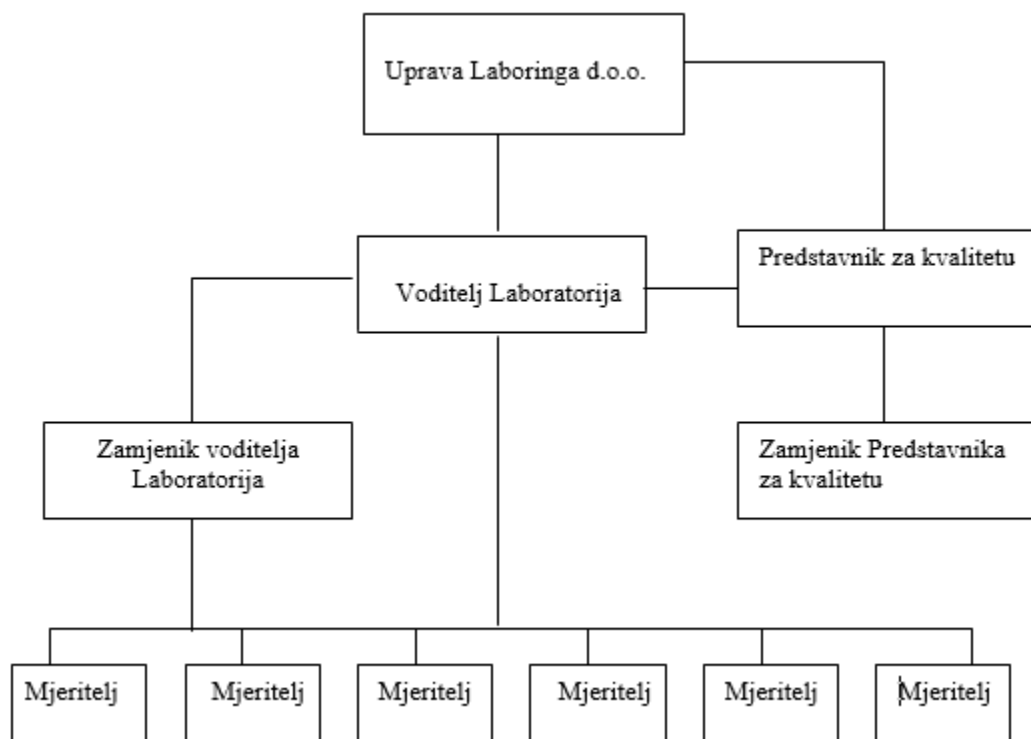 Uprava Laboringa d.o.o.
Voditelj Laboratorija
Predstavnik za kvalitetu
Zamjenik voditelja
Laboratorija
Zamjenik Predstavnika
za kvalitetu
Mjeritelj
Mjeritelj
Mjeritelj
Mjeritelj
Mjeritelj
Mjeritelj